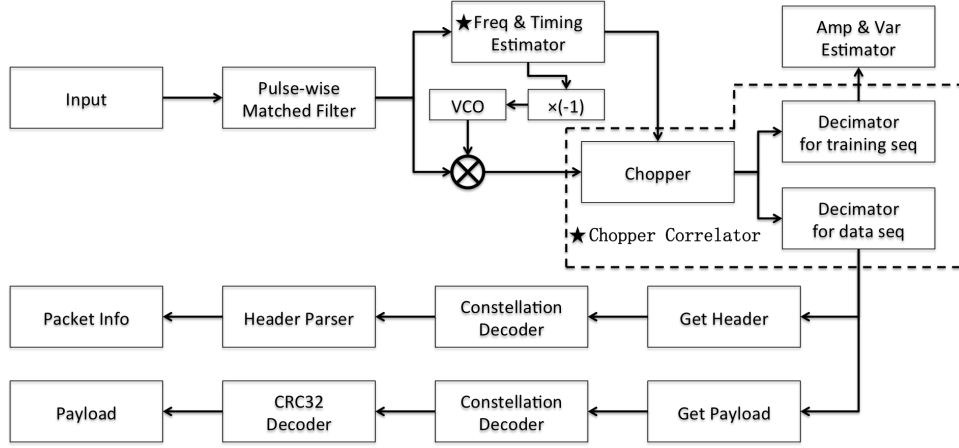 ★Freq & Timing
Estimator
Amp & Var
Estimator
Input
Pulse-wise
Matched Filter
VCO
×(-1)
Decimator
for training seq
Chopper
Decimator
for data seq
★Chopper Correlator
Packet Info
Header Parser
Constellation
Decoder
Get Header
Payload
CRC32
Decoder
Constellation
Decoder
Get Payload